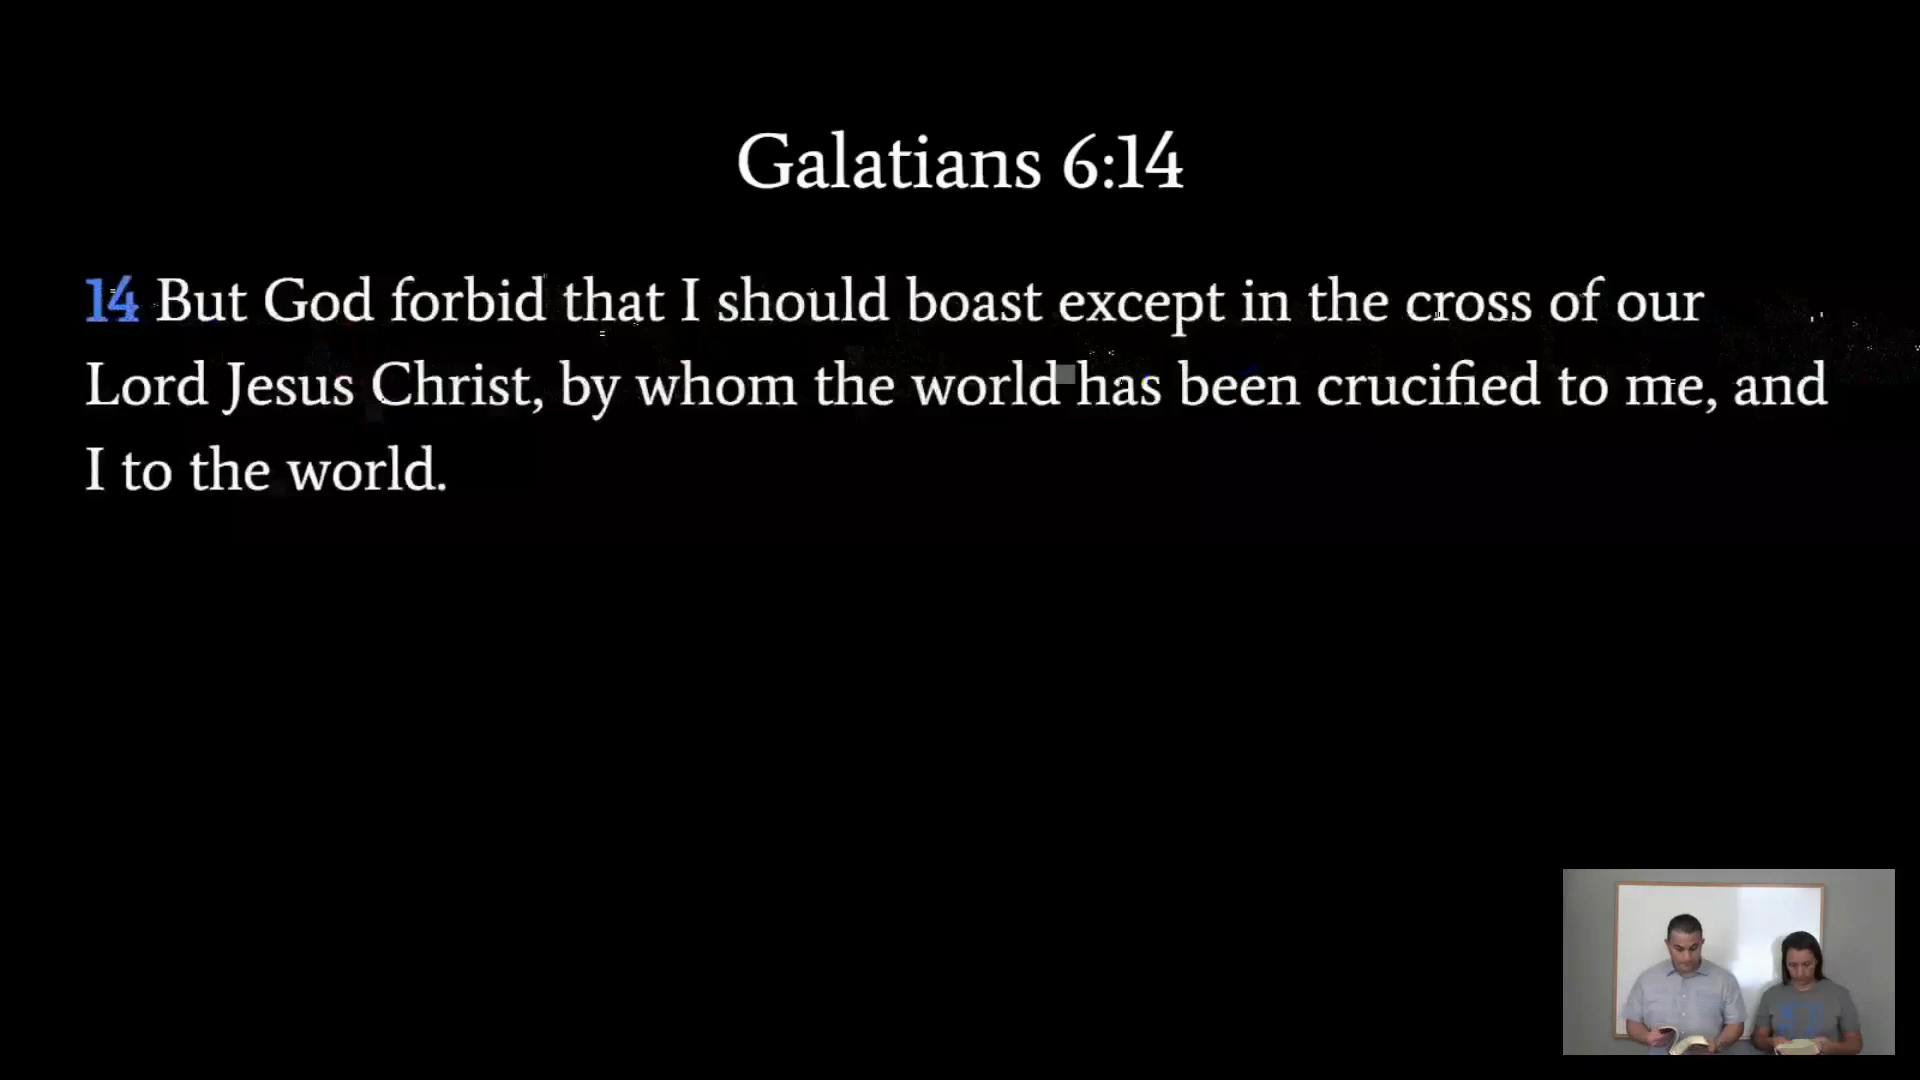 Galatians 6:14
14 But God forbid that I should boast except in the cross of our
Lord Jesus Christ, by whom the world has been crucified to me, and
I to the world.